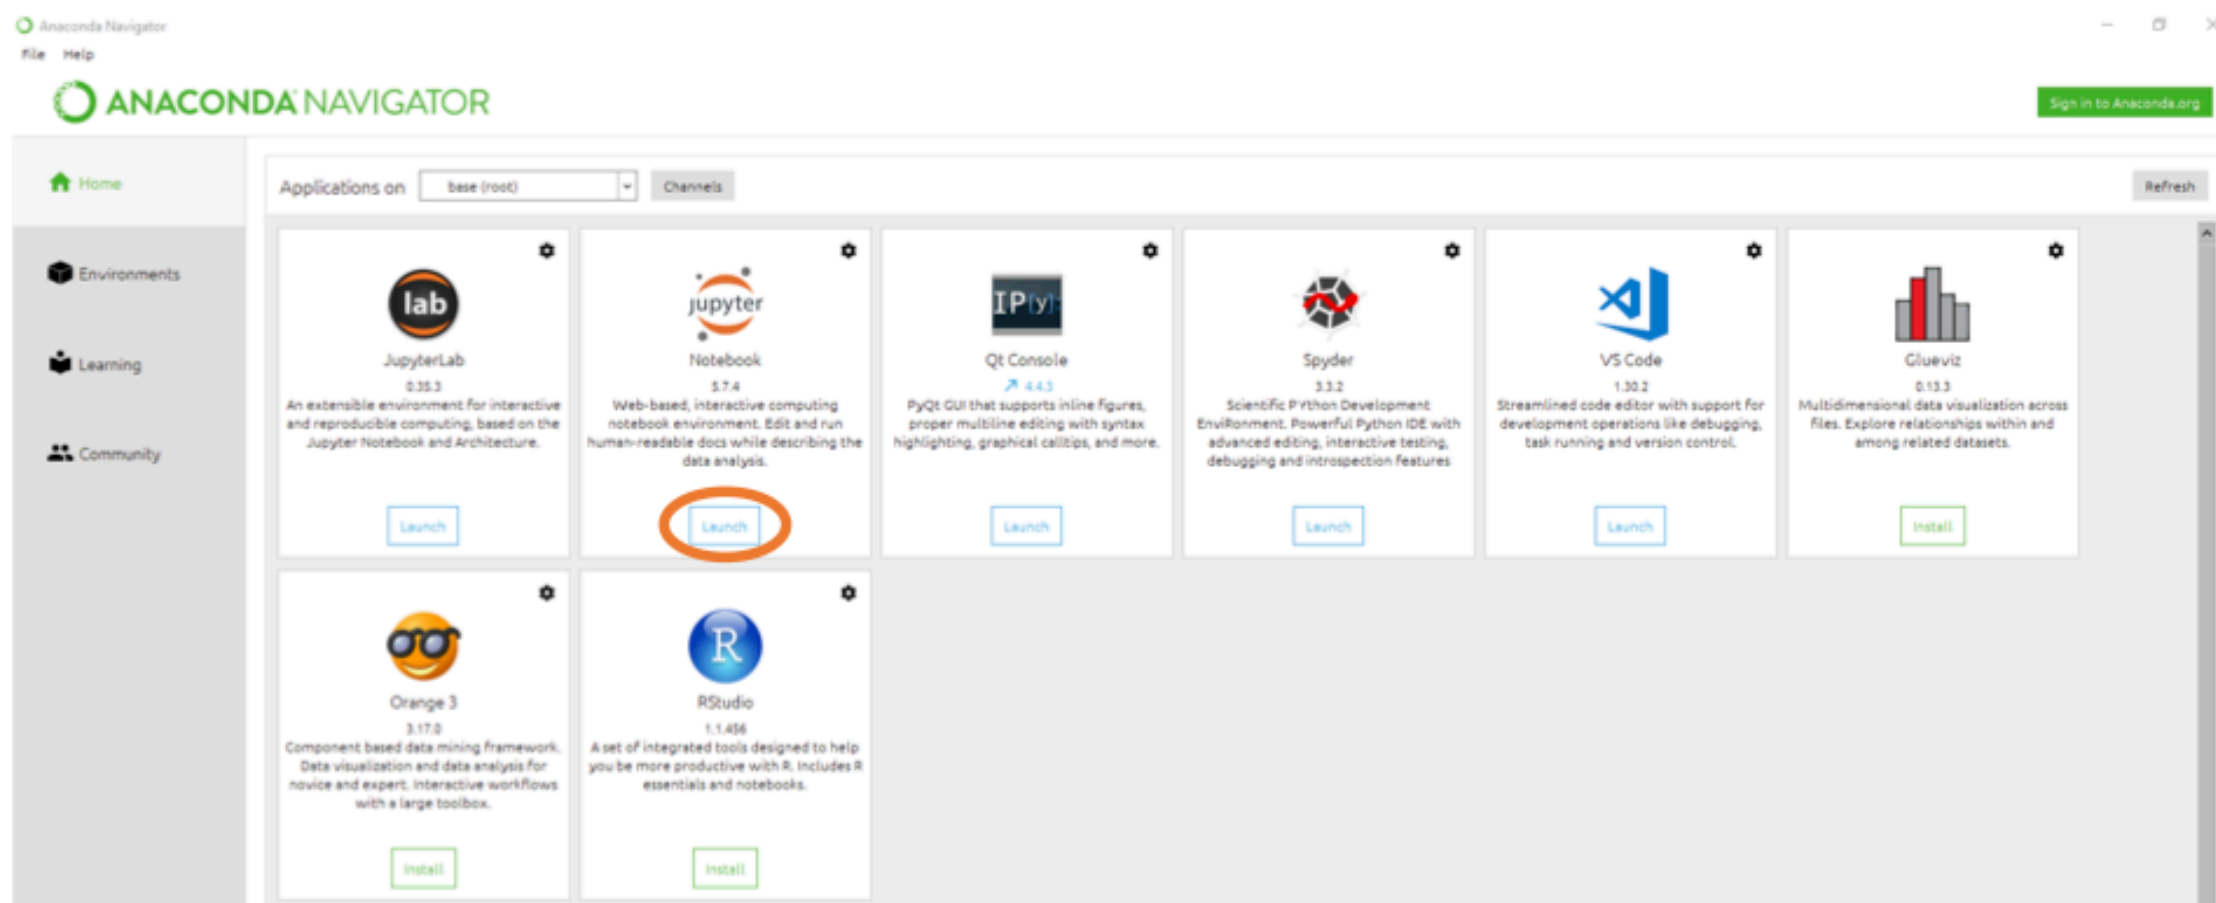 Anaconda Navigator
File Help
ANACONDA NAVIGATOR
Sign in to Anaconda.org
Home
Applications on base (root) Channels
Refresh
Environments
Learning
Community
lab
JupyterLab
0.35.3
An extensible environment for interactive
and reproducible computing, based on the
Jupyter Notebook and Architecture.
Launch
jupyter
Notebook
5.7.4
Web-based, interactive computing
notebook environment. Edit and run
human-readable docs while describing the
data analysis.
Launch
IP[y]:
Qt Console
4.4.3
PyQt GUI that supports inline figures,
proper multiline editing with syntax
highlighting, graphical calltips, and more.
Launch
Spyder
3.3.2
Scientific PYthon Development
EnviRonment. Powerful Python IDE with
advanced editing, interactive testing,
debugging and introspection features
Launch
VS Code
1.30.2
Streamlined code editor with support for
development operations like debugging,
task running and version control.
Launch
Glueviz
0.13.3
Multidimensional data visualization across
files. Explore relationships within and
among related datasets.
Install
Orange 3
3.17.0
Component based data mining framework.
Data visualization and data analysis for
novice and expert. Interactive workflows
with a large toolbox.
Install
R
RStudio
1.1.456
A set of integrated tools designed to help
you be more productive with R. Includes R
essentials and notebooks.
Install